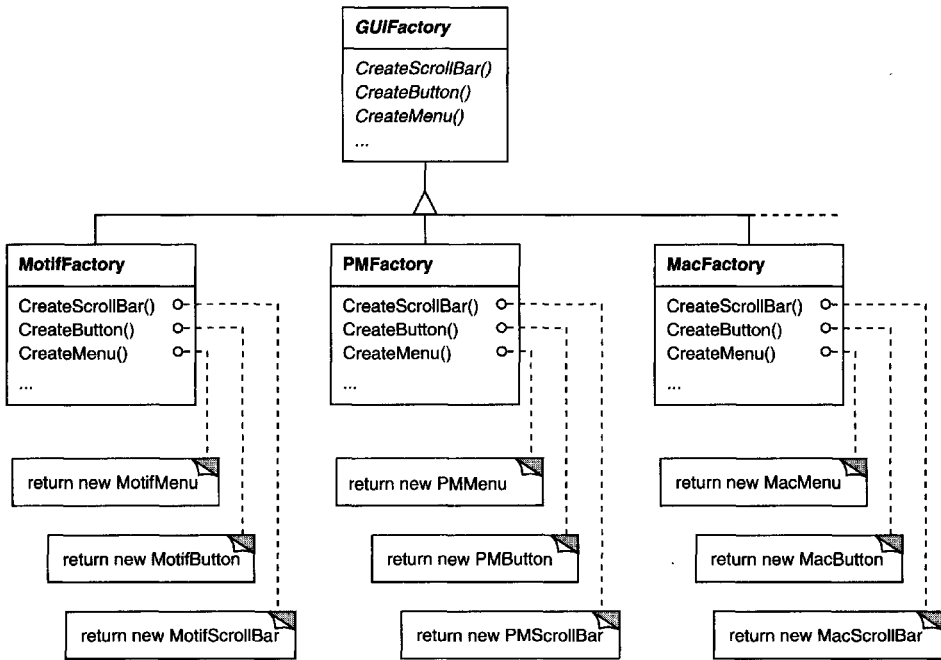 GUIFactory
CreateScrollBar()
CreateButton()
CreateMenu()
...
MotifFactory
CreateScrollBar()
CreateButton()
CreateMenu()
...
PMFactory
CreateScrollBar()
CreateButton()
CreateMenu()
...
MacFactory
CreateScrollBar()
CreateButton()
CreateMenu()
...
return new MotifMenu
return new PMMenu
return new MacMenu
return new MotifButton
return new PMButton
return new MacButton
return new MotifScrollBar
return new PMScrollBar
return new MacScrollBar